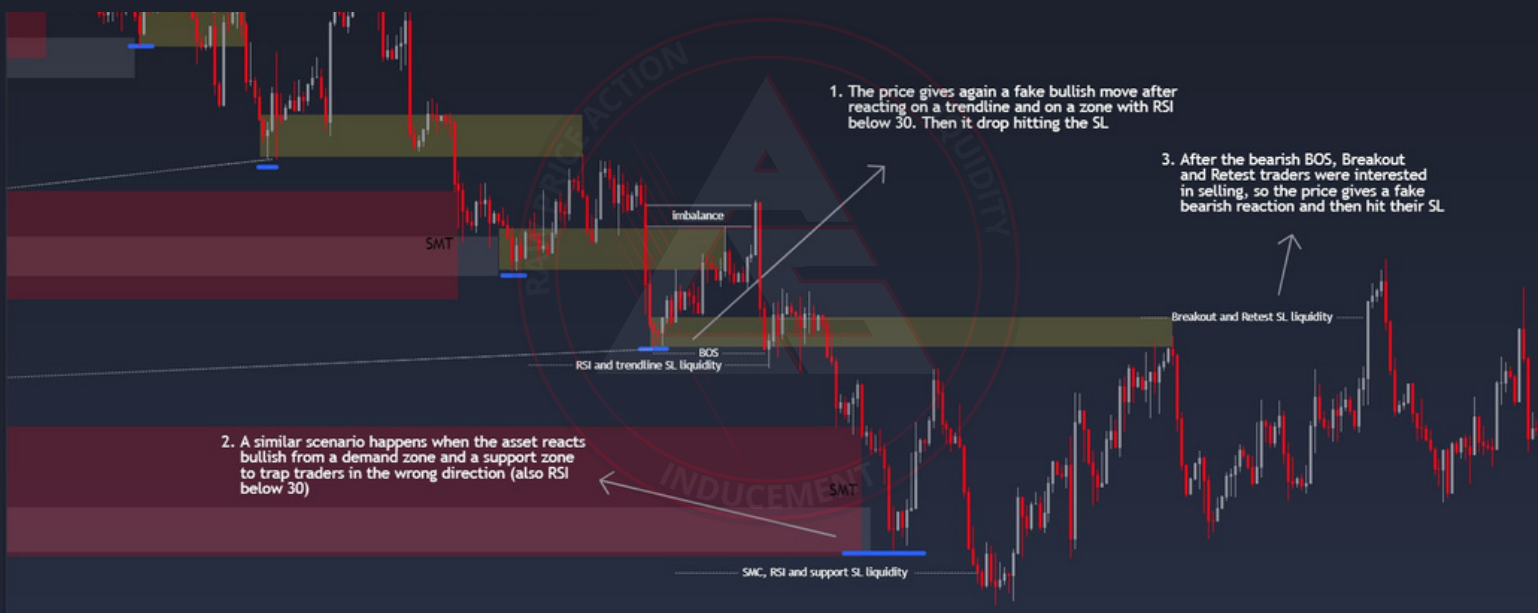 1. The price gives again a fake bullish move after
reacting on a trendline and on a zone with RSI
below 30. Then it drop hitting the SL
3. After the bearish BOS, Breakout
and Retest traders were interested
in selling, so the price gives a fake
bearish reaction and then hit their SL
imbalance
SMT
Breakout and Retest SL liquidity
BOS
RSI and trendline SL liquidity
2. A similar scenario happens when the asset reacts
bullish from a demand zone and a support zone
to trap traders in the wrong direction (also RSI
below 30)
SMT
SMC, RSI and support SL liquidity
PRICE ACTION
LIQUIDITY
INDUCEMENT